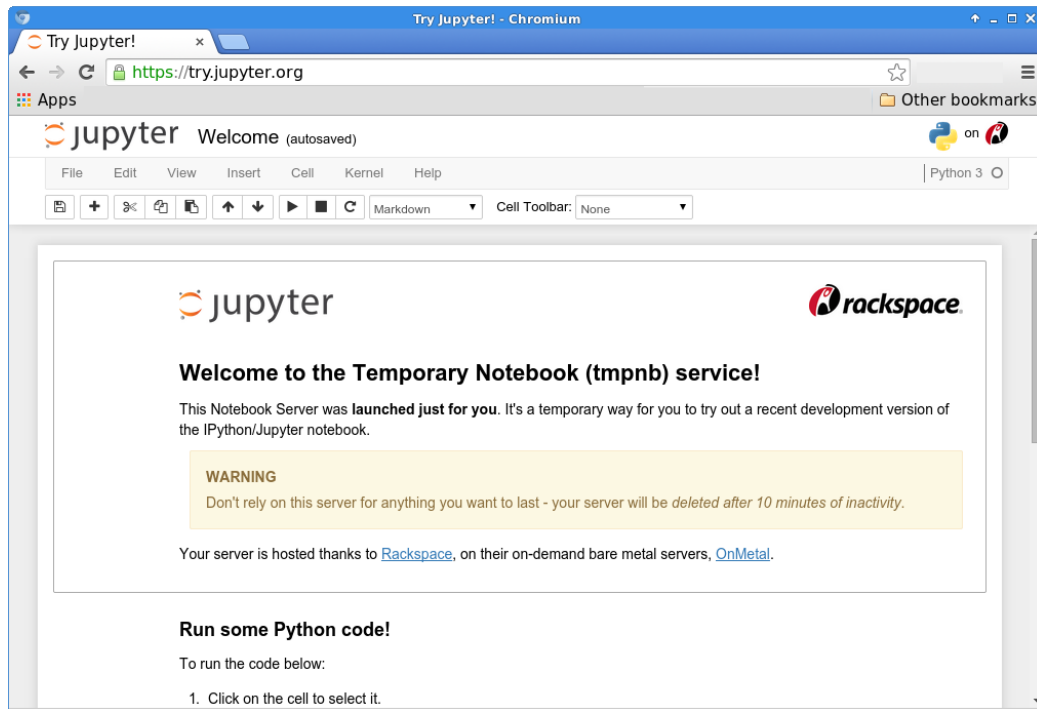 Try Jupyter! - Chromium
Try Jupyter! ×
https://try.jupyter.org
Apps Other bookmarks
jupyter Welcome (autosaved) on
File Edit View Insert Cell Kernel Help Python 3
Markdown Cell Toolbar: None
jupyter rackspace.
Welcome to the Temporary Notebook (tmpnb) service!
This Notebook Server was launched just for you. It's a temporary way for you to try out a recent development version of
the IPython/Jupyter notebook.
WARNING
Don't rely on this server for anything you want to last - your server will be deleted after 10 minutes of inactivity.
Your server is hosted thanks to Rackspace, on their on-demand bare metal servers, OnMetal.
Run some Python code!
To run the code below:
1. Click on the cell to select it.